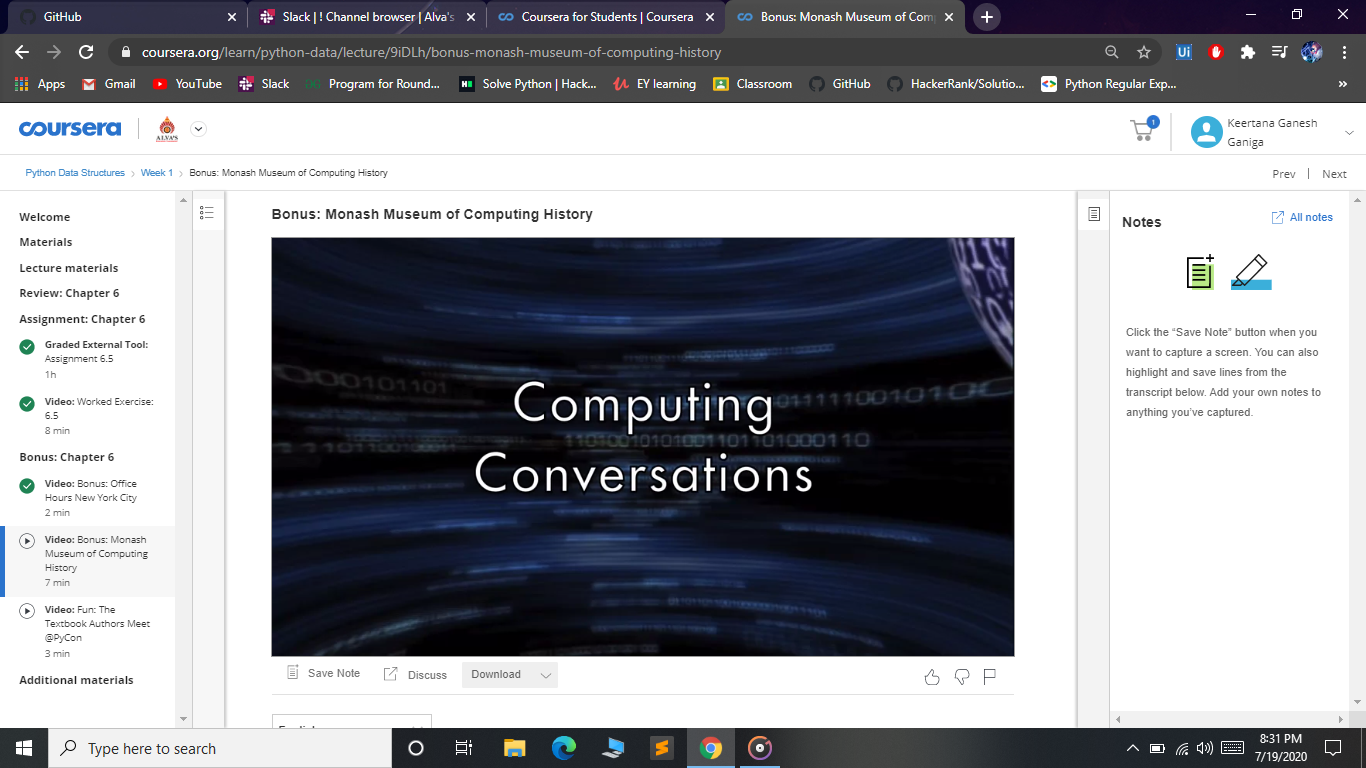 GitHub
Slack | ! Channel browser | Alva's
Coursera for Students | Coursera
Bonus: Monash Museum of Com
coursera.org/learn/python-data/lecture/9iDLh/bonus-monash-museum-of-computing-history
Apps
Gmail
YouTube
Slack
Program for Round...
Solve Python | Hack...
EY learning
Classroom
GitHub
HackerRank/Solutio...
Python Regular Exp...
coursera
ALVA'S
1
Keertana Ganesh
Ganiga
Python Data Structures
Week 1
Bonus: Monash Museum of Computing History
Prev | Next
Welcome
Materials
Lecture materials
Review: Chapter 6
Assignment: Chapter 6
Graded External Tool:
Assignment 6.5
1h
Video: Worked Exercise:
6.5
8 min
Bonus: Chapter 6
Video: Bonus: Office
Hours New York City
2 min
Video: Bonus: Monash
Museum of Computing
History
7 min
Video: Fun: The
Textbook Authors Meet
@PyCon
3 min
Additional materials
Bonus: Monash Museum of Computing History
Computing
Conversations
Save Note
Discuss
Download
Notes
All notes
Click the “Save Note” button when you
want to capture a screen. You can also
highlight and save lines from the
transcript below. Add your own notes to
anything you’ve captured.
Type here to search
8:31 PM
7/19/2020